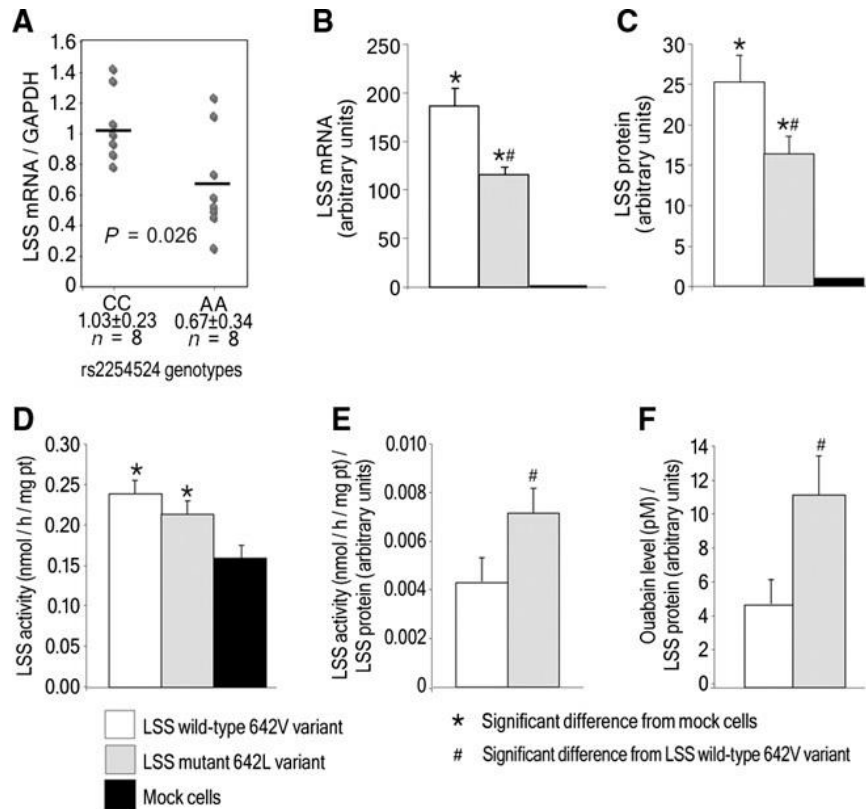 A
LSS mRNA / GAPDH
1.6
1.4
1.2
1
0.8
0.6
0.4
0.2
0
P = 0.026
CC
AA
1.03±0.23
0.67±0.34
n = 8
n = 8
rs2254524 genotypes
B
LSS mRNA
(arbitrary units)
250
200
150
100
50
0
*
*#
C
LSS protein
(arbitrary units)
30
25
20
15
10
5
0
*
*#
D
LSS activity (nmol / h / mg pt)
0.30
0.25
0.20
0.15
0.10
0.05
0.00
*
*
E
LSS activity (nmol / h / mg pt) /
LSS protein (arbitrary units)
0.010
0.008
0.006
0.004
0.002
0
#
F
Ouabain level (pM) /
LSS protein (arbitrary units)
14
12
10
8
6
4
2
0
#
LSS wild-type 642V variant
LSS mutant 642L variant
Mock cells
* Significant difference from mock cells
# Significant difference from LSS wild-type 642V variant